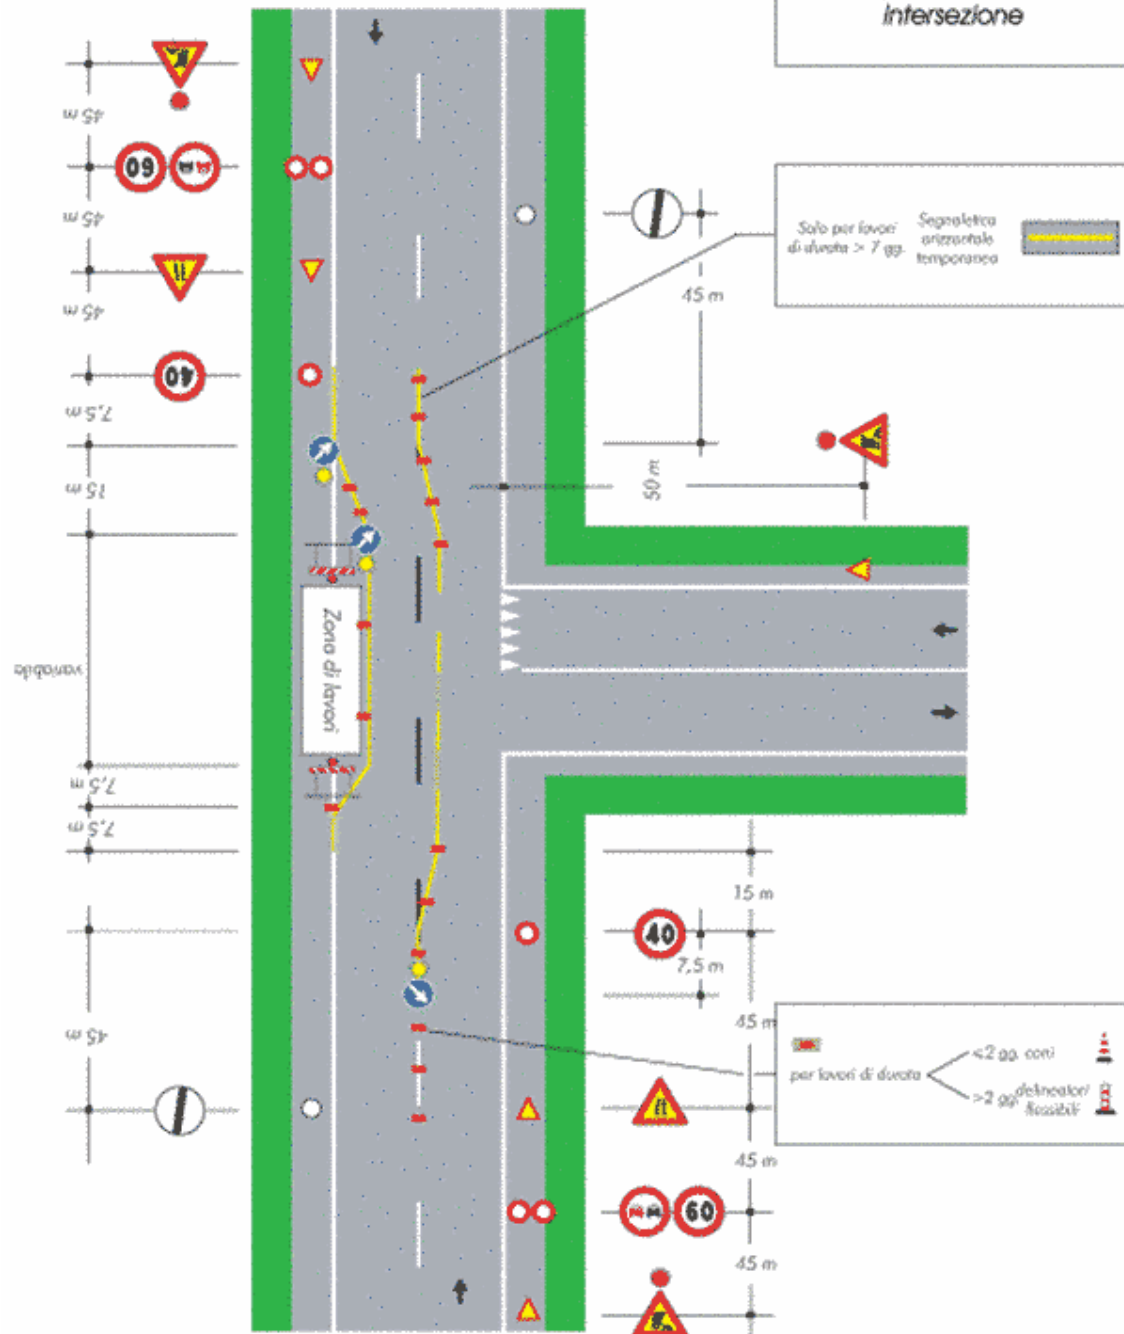 intersezione
45 m
60
45 m
45 m
40
7,5 m
15 m
variabile
7,5 m
7,5 m
45 m
Zona di lavori
Solo per lavori
di durata > 7 gg.
Segnaletica
orizzontale
temporanea
45 m
50 m
15 m
40
7,5 m
45 m
per lavori di durata
<2 gg. coni
>2 gg. delineatori
flessibili
45 m
60
45 m